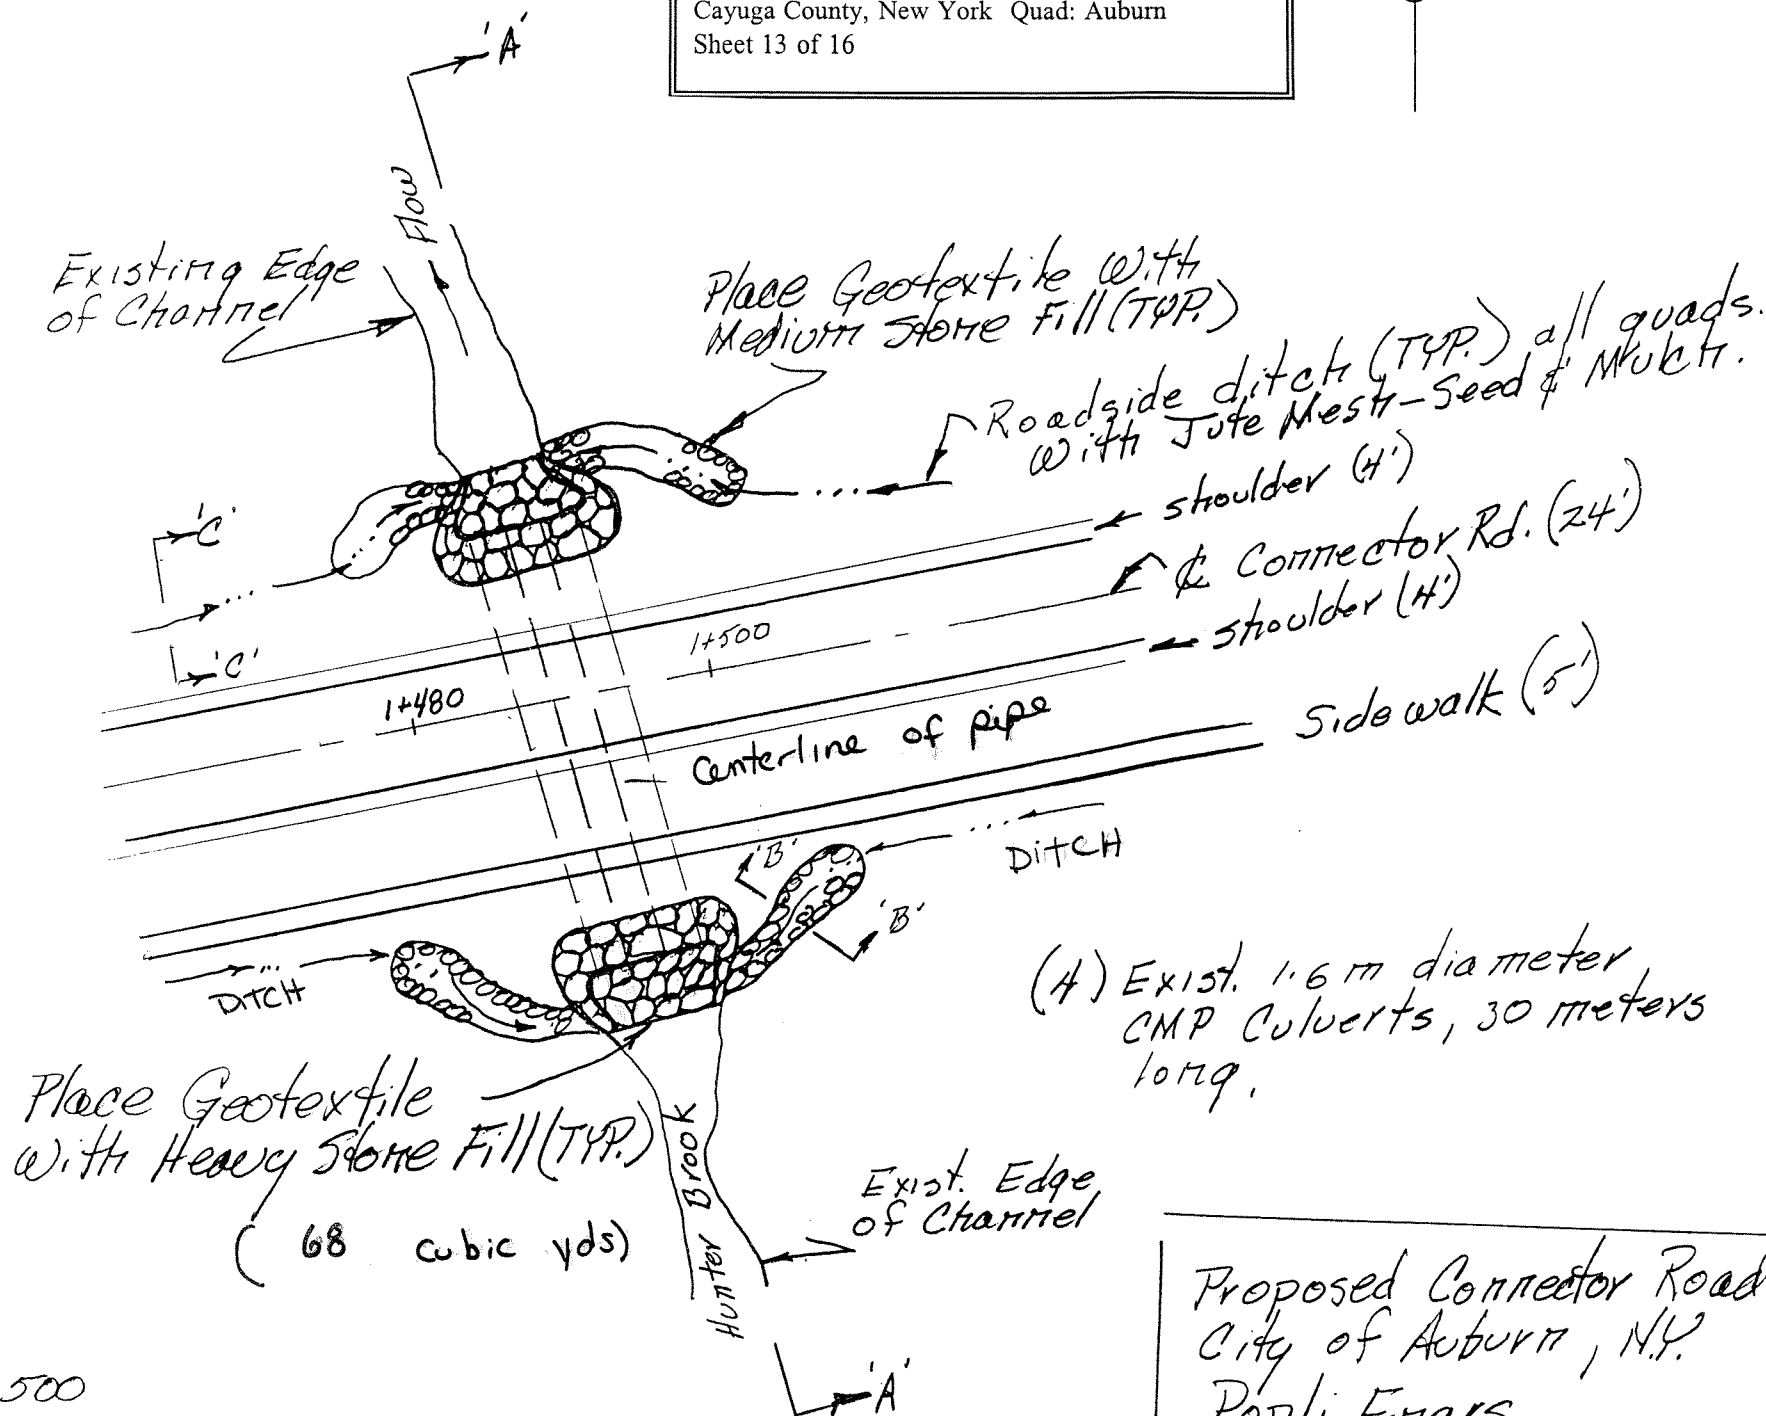 Cayuga County, New York Quad: Auburn
Sheet 13 of 16
'A'
Flow
Existing Edge
of Channel
Place Geotextile With
Medium Stone Fill (TYP.)
Roadside ditch (TYP.) all quads.
With Jute Mesh-Seed & Mulch.
shoulder (4')
'C'
₵ Connector Rd. (24')
shoulder (4')
'C'
1+500
1+480
Sidewalk (5')
Centerline of pipe
'B'
DITCH
'B'
DITCH
(4) Exist. 1.6 m diameter
CMP Culverts, 30 meters
long.
Place Geotextile
With Heavy Stone Fill (TYP.)
( 68 cubic yds)
Hunter Brook
Exist. Edge
of Channel
Proposed Connector Road
City of Auburn, N.Y.
500
'A'